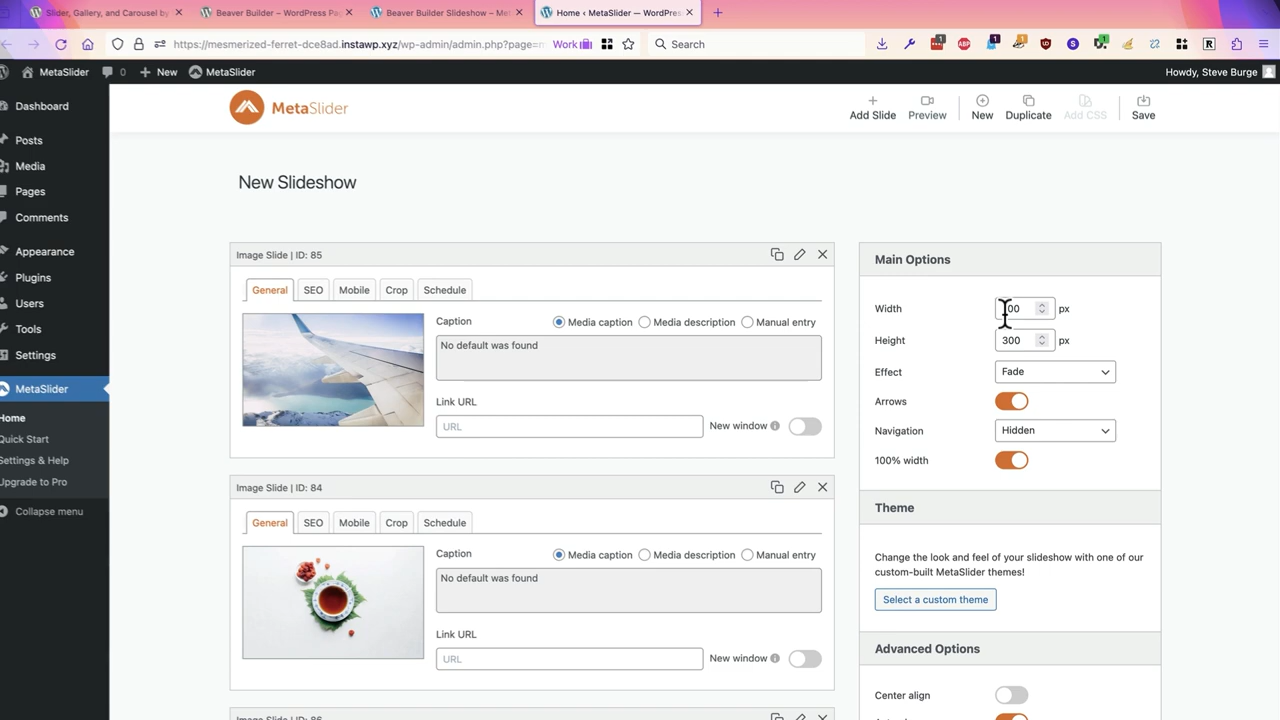 Slider, Gallery, and Carousel by
Beaver Builder – WordPress Pa
Beaver Builder Slideshow – Met
Home ‹ MetaSlider — WordPres
https://mesmerized-ferret-dce8ad.instawp.xyz/wp-admin/admin.php?page=m
Work
Search
MetaSlider
0
New
MetaSlider
Howdy, Steve Burge
Dashboard
Posts
Media
Pages
Comments
Appearance
Plugins
Users
Tools
Settings
MetaSlider
Home
Quick Start
Settings & Help
Upgrade to Pro
Collapse menu
MetaSlider
Add Slide
Preview
New
Duplicate
Add CSS
Save
New Slideshow
Image Slide | ID: 85
General SEO Mobile Crop Schedule
Caption
Media caption Media description Manual entry
No default was found
Link URL
URL
New window
Image Slide | ID: 84
General SEO Mobile Crop Schedule
Caption
Media caption Media description Manual entry
No default was found
Link URL
URL
New window
Main Options
Width
00 px
Height 300 px
Effect Fade
Arrows
Navigation Hidden
100% width
Theme
Change the look and feel of your slideshow with one of our
custom-built MetaSlider themes!
Select a custom theme
Advanced Options
Center align